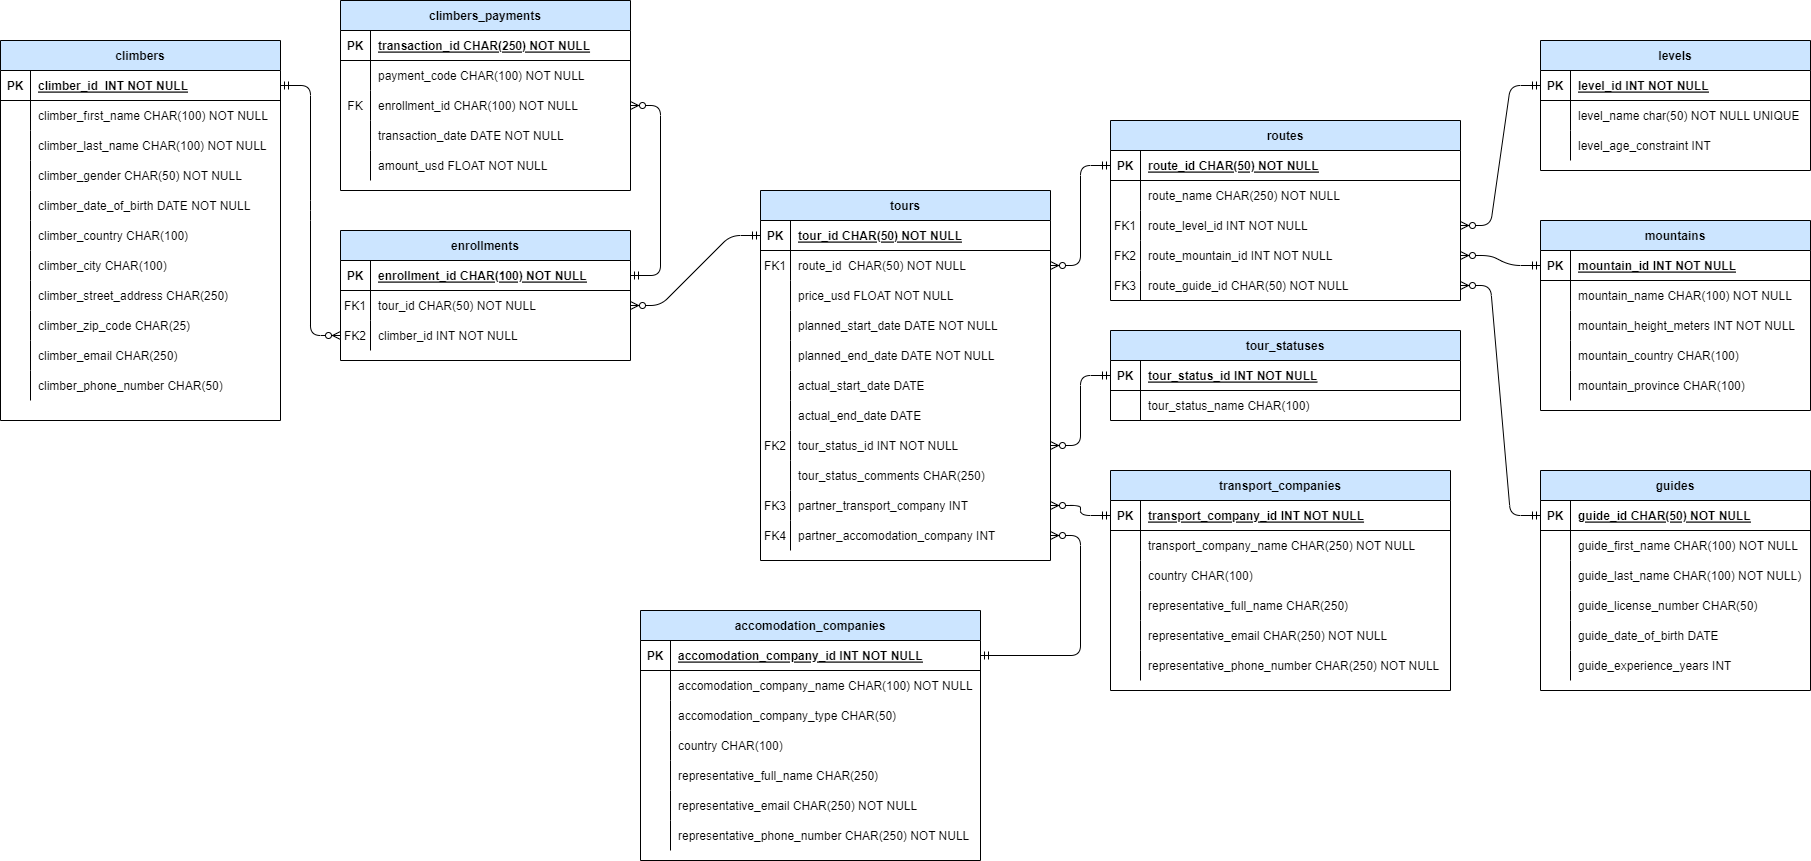 climbers
PK climber_id INT NOT NULL
climber_first_name CHAR(100) NOT NULL
climber_last_name CHAR(100) NOT NULL
climber_gender CHAR(50) NOT NULL
climber_date_of_birth DATE NOT NULL
climber_country CHAR(100)
climber_city CHAR(100)
climber_street_address CHAR(250)
climber_zip_code CHAR(25)
climber_email CHAR(250)
climber_phone_number CHAR(50)
climbers_payments
PK transaction_id CHAR(250) NOT NULL
payment_code CHAR(100) NOT NULL
FK enrollment_id CHAR(100) NOT NULL
transaction_date DATE NOT NULL
amount_usd FLOAT NOT NULL
enrollments
PK enrollment_id CHAR(100) NOT NULL
FK1 tour_id CHAR(50) NOT NULL
FK2 climber_id INT NOT NULL
tours
PK tour_id CHAR(50) NOT NULL
FK1 route_id CHAR(50) NOT NULL
price_usd FLOAT NOT NULL
planned_start_date DATE NOT NULL
planned_end_date DATE NOT NULL
actual_start_date DATE
actual_end_date DATE
FK2 tour_status_id INT NOT NULL
tour_status_comments CHAR(250)
FK3 partner_transport_company INT
FK4 partner_accomodation_company INT
accomodation_companies
PK accomodation_company_id INT NOT NULL
accomodation_company_name CHAR(100) NOT NULL
accomodation_company_type CHAR(50)
country CHAR(100)
representative_full_name CHAR(250)
representative_email CHAR(250) NOT NULL
representative_phone_number CHAR(250) NOT NULL
routes
PK route_id CHAR(50) NOT NULL
route_name CHAR(250) NOT NULL
FK1 route_level_id INT NOT NULL
FK2 route_mountain_id INT NOT NULL
FK3 route_guide_id CHAR(50) NOT NULL
tour_statuses
PK tour_status_id INT NOT NULL
tour_status_name CHAR(100)
transport_companies
PK transport_company_id INT NOT NULL
transport_company_name CHAR(250) NOT NULL
country CHAR(100)
representative_full_name CHAR(250)
representative_email CHAR(250) NOT NULL
representative_phone_number CHAR(250) NOT NULL
levels
PK level_id INT NOT NULL
level_name char(50) NOT NULL UNIQUE
level_age_constraint INT
mountains
PK mountain_id INT NOT NULL
mountain_name CHAR(100) NOT NULL
mountain_height_meters INT NOT NULL
mountain_country CHAR(100)
mountain_province CHAR(100)
guides
PK guide_id CHAR(50) NOT NULL
guide_first_name CHAR(100) NOT NULL
guide_last_name CHAR(100) NOT NULL)
guide_license_number CHAR(50)
guide_date_of_birth DATE
guide_experience_years INT